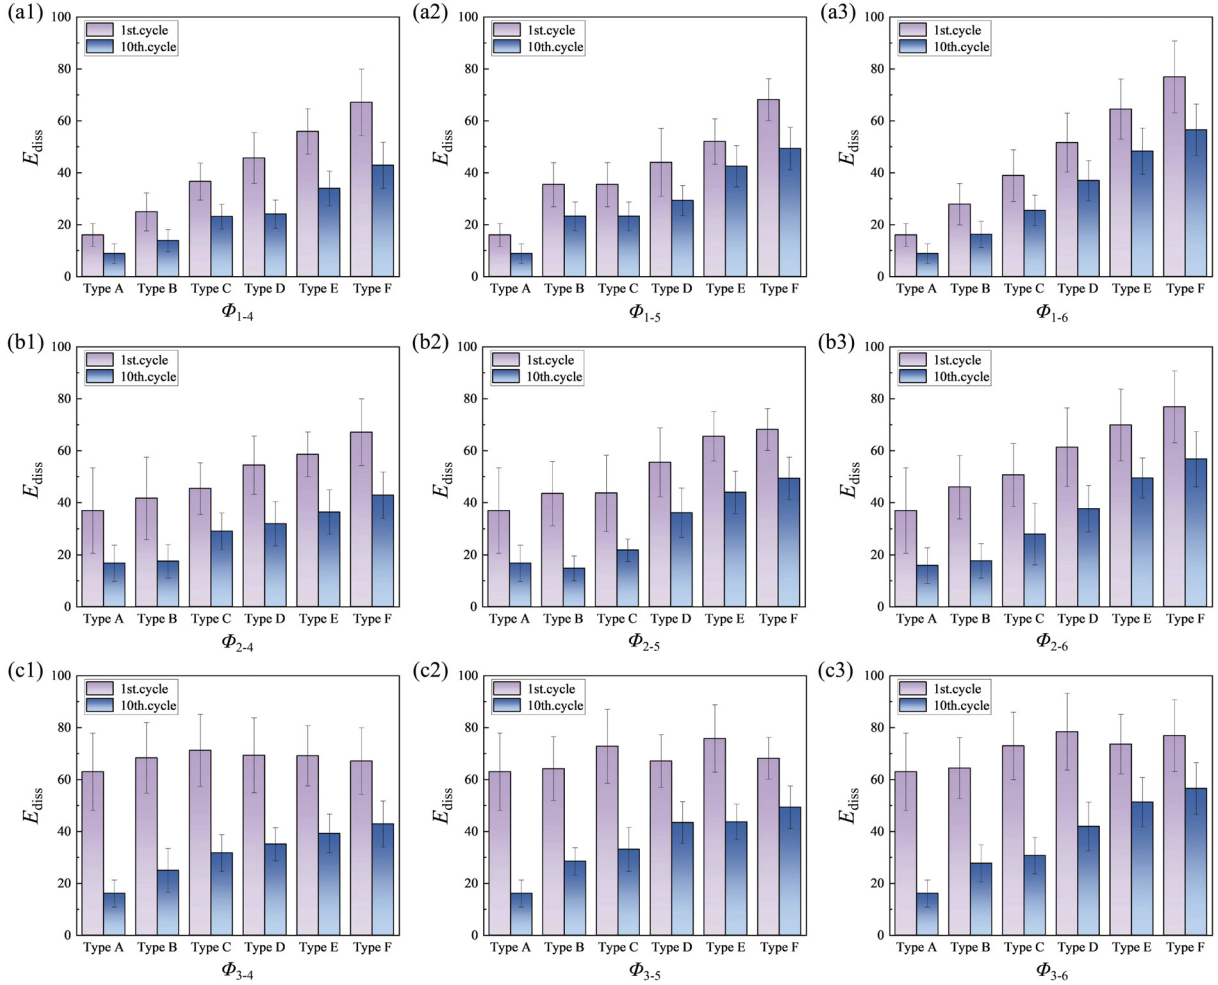 (a1)
100
80
60
40
20
0
E_diss
1st.cycle
10th.cycle
Type A Type B Type C Type D Type E Type F
Φ_1-4
(a2)
100
80
60
40
20
0
E_diss
1st.cycle
10th.cycle
Type A Type B Type C Type D Type E Type F
Φ_1-5
(a3)
100
80
60
40
20
0
E_diss
1st.cycle
10th.cycle
Type A Type B Type C Type D Type E Type F
Φ_1-6
(b1)
100
80
60
40
20
0
E_diss
1st.cycle
10th.cycle
Type A Type B Type C Type D Type E Type F
Φ_2-4
(b2)
100
80
60
40
20
0
E_diss
1st.cycle
10th.cycle
Type A Type B Type C Type D Type E Type F
Φ_2-5
(b3)
100
80
60
40
20
0
E_diss
1st.cycle
10th.cycle
Type A Type B Type C Type D Type E Type F
Φ_2-6
(c1)
100
80
60
40
20
0
E_diss
1st.cycle
10th.cycle
Type A Type B Type C Type D Type E Type F
Φ_3-4
(c2)
100
80
60
40
20
0
E_diss
1st.cycle
10th.cycle
Type A Type B Type C Type D Type E Type F
Φ_3-5
(c3)
100
80
60
40
20
0
E_diss
1st.cycle
10th.cycle
Type A Type B Type C Type D Type E Type F
Φ_3-6